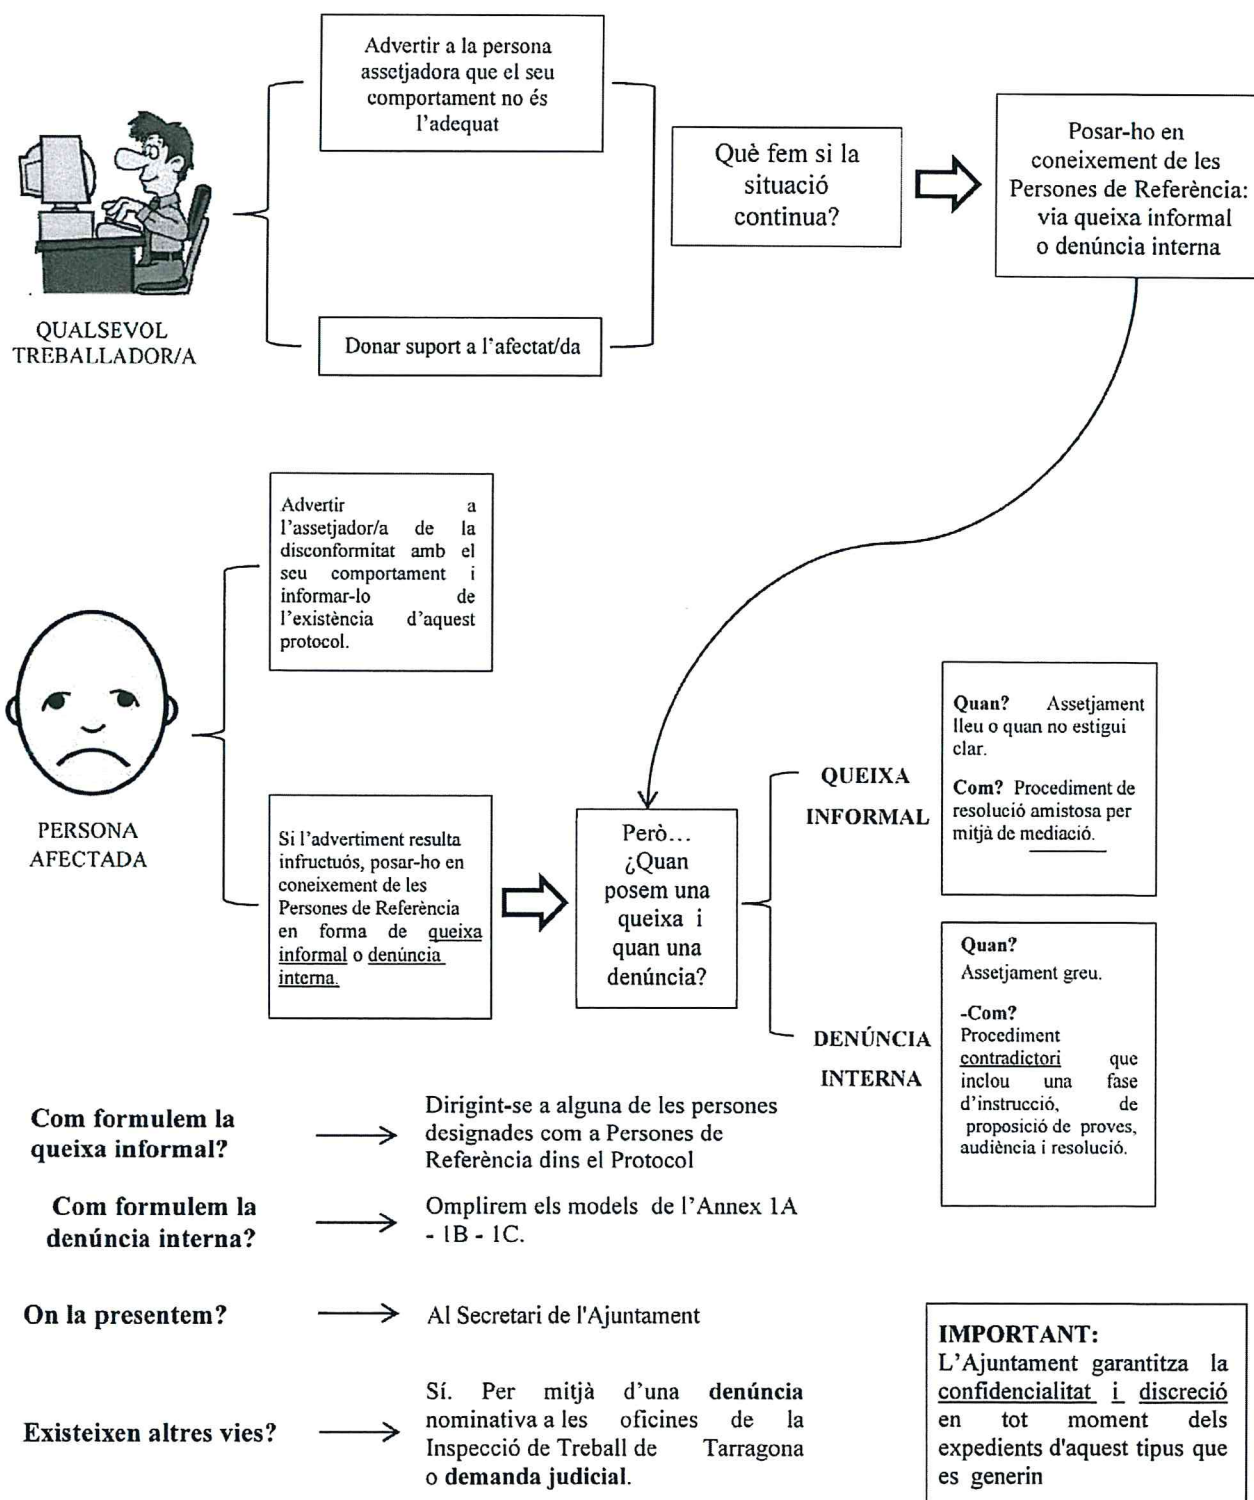 Advertir a la persona
assetjadora que el seu
comportament no és
l'adequat
Què fem si la
situació
continua?
Posar-ho en
coneixement de les
Persones de Referència:
via queixa informal
o denúncia interna
QUALSEVOL
TREBALLADOR/A
Donar suport a l'afectat/da
Advertir a
l'assetjador/a de la
disconformitat amb el
seu comportament i
informar-lo de
l'existència d'aquest
protocol.
PERSONA
AFECTADA
Si l'advertiment resulta
infructuós, posar-ho en
coneixement de les
Persones de Referència
en forma de queixa
informal o denúncia
interna.
Però...
¿Quan
posem una
queixa i
quan una
denúncia?
QUEIXA
INFORMAL
Quan? Assetjament
lleu o quan no estigui
clar.
Com? Procediment de
resolució amistosa per
mitjà de mediació.
DENÚNCIA
INTERNA
Quan?
Assetjament greu.
-Com?
Procediment
contradictori que
inclou una fase
d'instrucció, de
proposició de proves,
audiència i resolució.
Com formulem la
queixa informal?
Dirigint-se a alguna de les persones
designades com a Persones de
Referència dins el Protocol
Com formulem la
denúncia interna?
Omplirem els models de l'Annex 1A
- 1B - 1C.
On la presentem?
Al Secretari de l'Ajuntament
Existeixen altres vies?
Sí. Per mitjà d'una denúncia
nominativa a les oficines de la
Inspecció de Treball de Tarragona
o demanda judicial.
IMPORTANT:
L'Ajuntament garantitza la
confidencialitat i discreció
en tot moment dels
expedients d'aquest tipus que
es generin